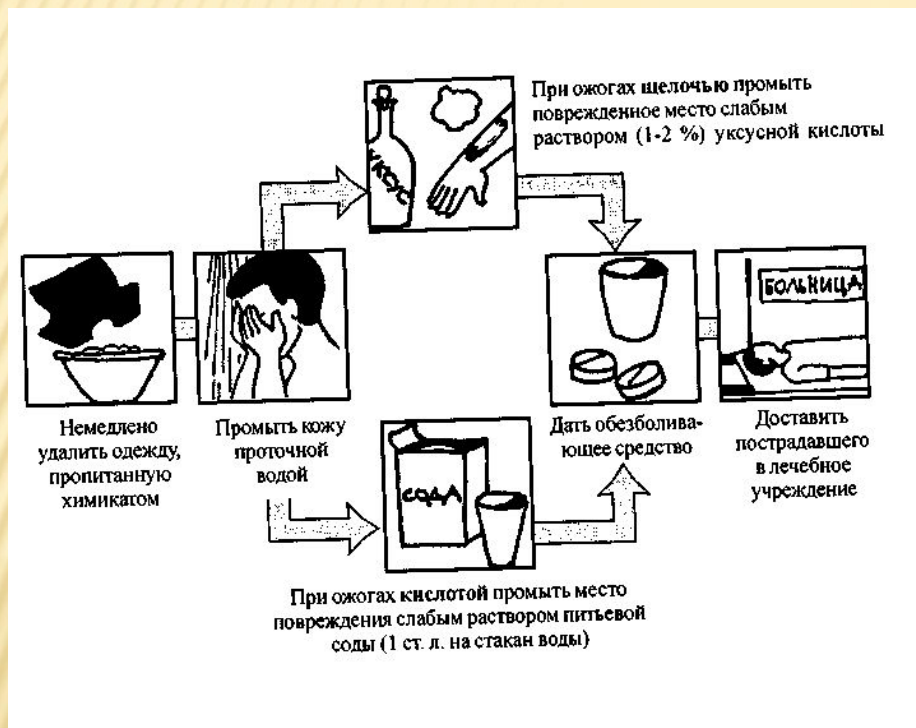 При ожогах щелочью промыть
поврежденное место слабым
раствором (1-2 %) уксусной кислоты
УКСУС
БОЛЬНИЦА
Немедлено
удалить одежду,
пропитанную
химикатом
Промыть кожу
проточной
водой
СОДА
Дать обезболива-
ющее средство
Доставить
пострадавшего
в лечебное
учреждение
При ожогах кислотой промыть место
повреждения слабым раствором питьевой
соды (1 ст. л. на стакан воды)